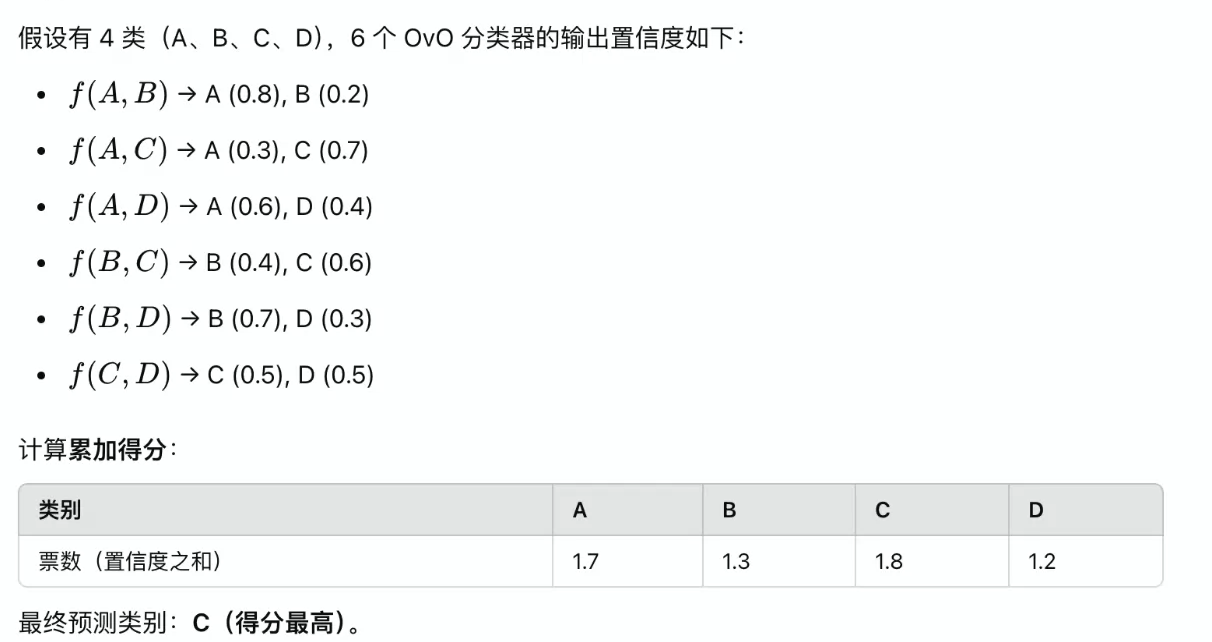 假设有 4 类（A、B、C、D），6 个 OvO 分类器的输出置信度如下：
• f(A, B) → A (0.8), B (0.2)
• f(A, C) → A (0.3), C (0.7)
• f(A, D) → A (0.6), D (0.4)
• f(B, C) → B (0.4), C (0.6)
• f(B, D) → B (0.7), D (0.3)
• f(C, D) → C (0.5), D (0.5)
计算累加得分：
类别 A B C D
票数（置信度之和） 1.7 1.3 1.8 1.2
最终预测类别：C（得分最高）。